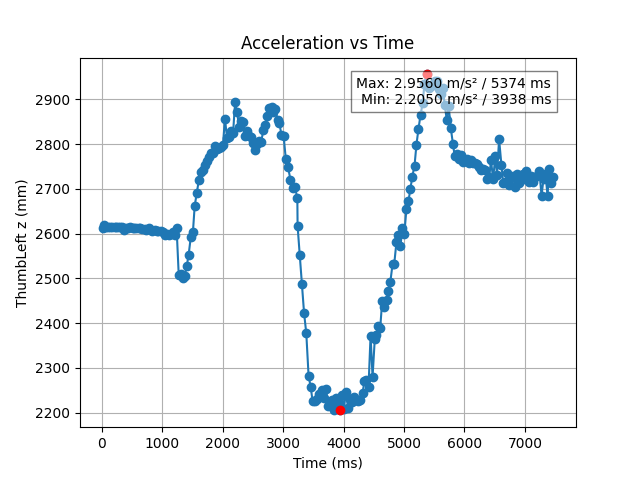 Acceleration vs Time
Max: 2.9560 m/s² / 5374 ms
Min: 2.2050 m/s² / 3938 ms
ThumbLeft z (mm)
2900
2800
2700
2600
2500
2400
2300
2200
0 1000 2000 3000 4000 5000 6000 7000
Time (ms)